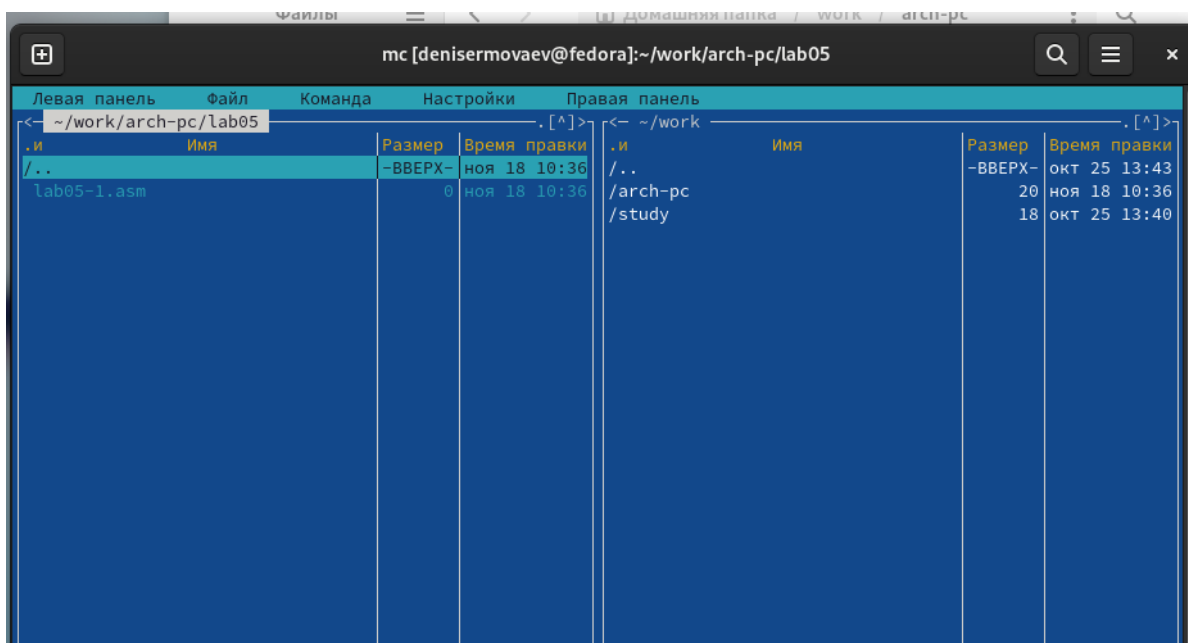 Файлы Домашняя папка / work / arch-pc
mc [denisermovaev@fedora]:~/work/arch-pc/lab05
Левая панель Файл Команда Настройки Правая панель
<— ~/work/arch-pc/lab05 .[^]> <— ~/work .[^]>
.и Имя Размер Время правки .и Имя Размер Время правки
/.. -ВВЕРХ- ноя 18 10:36 /.. -ВВЕРХ- окт 25 13:43
lab05-1.asm 0 ноя 18 10:36 /arch-pc 20 ноя 18 10:36
/study 18 окт 25 13:40